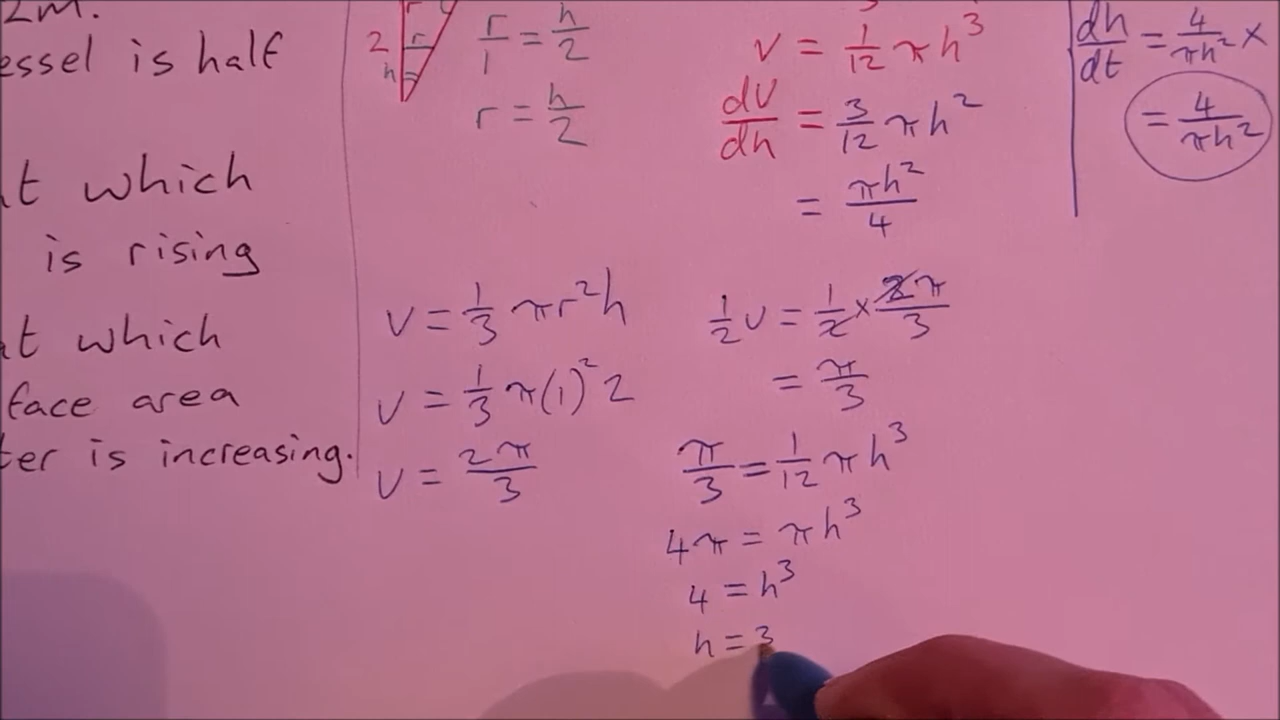 2m.
essel is half
t which
is rising
t which
face area
ter is increasing.
2 r h
r/1 = h/2
r = h/2
v = 1/3 πr²h
v = 1/3 π(1)² 2
v = 2π/3
v = 1/12 πh³
dv/dh = 3/12 πh²
= πh²/4
1/2 v = 1/2 × 2π/3
= π/3
π/3 = 1/12 πh³
4π = πh³
4 = h³
h = 3
dh/dt = 4/πh² ×
= 4/πh²